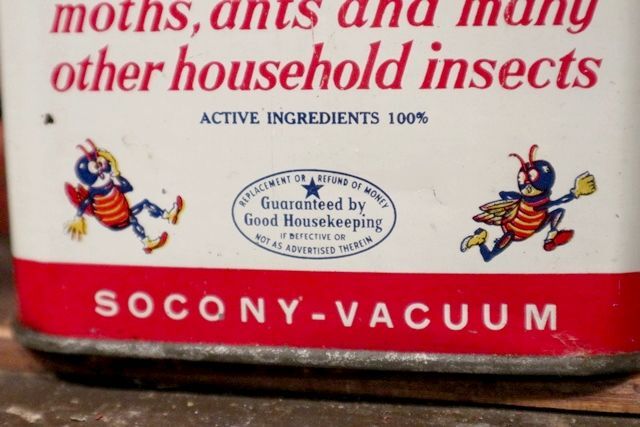 moths, ants and many
other household insects
ACTIVE INGREDIENTS 100%
REPLACEMENT OR REFUND OF MONEY
Guaranteed by
Good Housekeeping
IF DEFECTIVE OR
NOT AS ADVERTISED THEREIN
SOCONY-VACUUM